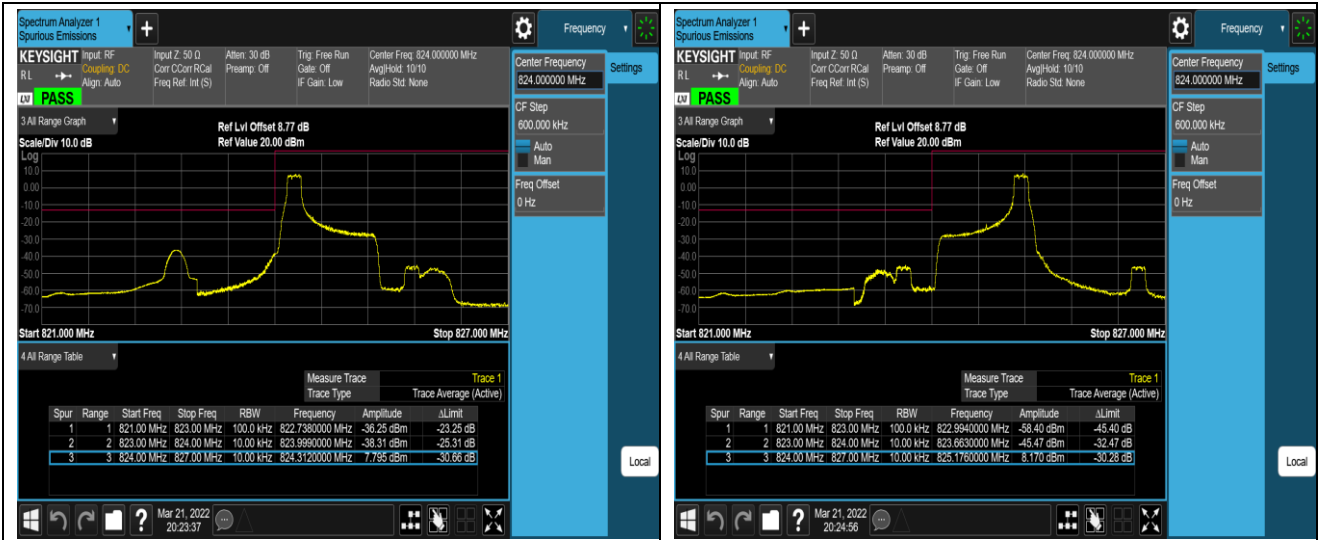 Spectrum Analyzer 1
Spurious Emissions
Frequency
KEYSIGHT Input: RF Input Z: 50 Ω Atten: 30 dB Trig: Free Run Center Freq: 824.000000 MHz
R L Coupling: DC Corr CCorr RCal Preamp: Off Gate: Off Avg|Hold: 10/10
Align: Auto Freq Ref: Int (S) IF Gain: Low Radio Std: None
LXI PASS
Center Frequency
824.000000 MHz
Settings
CF Step
600.000 kHz
Auto
Man
Freq Offset
0 Hz
3 All Range Graph
Ref Lvl Offset 8.77 dB
Scale/Div 10.0 dB Ref Value 20.00 dBm
Log
10.0
0.00
-10.0
-20.0
-30.0
-40.0
-50.0
-60.0
-70.0
Start 821.000 MHz Stop 827.000 MHz
4 All Range Table
Measure Trace Trace 1
Trace Type Trace Average (Active)
Spur Range Start Freq Stop Freq RBW Frequency Amplitude ΔLimit
1 1 821.00 MHz 823.00 MHz 100.0 kHz 822.7380000 MHz -36.25 dBm -23.25 dB
2 2 823.00 MHz 824.00 MHz 10.00 kHz 823.9990000 MHz -38.31 dBm -25.31 dB
3 3 824.00 MHz 827.00 MHz 10.00 kHz 824.3120000 MHz 7.795 dBm -30.66 dB
Local
Mar 21, 2022
20:23:37
Spectrum Analyzer 1
Spurious Emissions
Frequency
KEYSIGHT Input: RF Input Z: 50 Ω Atten: 30 dB Trig: Free Run Center Freq: 824.000000 MHz
R L Coupling: DC Corr CCorr RCal Preamp: Off Gate: Off Avg|Hold: 10/10
Align: Auto Freq Ref: Int (S) IF Gain: Low Radio Std: None
LXI PASS
Center Frequency
824.000000 MHz
Settings
CF Step
600.000 kHz
Auto
Man
Freq Offset
0 Hz
3 All Range Graph
Ref Lvl Offset 8.77 dB
Scale/Div 10.0 dB Ref Value 20.00 dBm
Log
10.0
0.00
-10.0
-20.0
-30.0
-40.0
-50.0
-60.0
-70.0
Start 821.000 MHz Stop 827.000 MHz
4 All Range Table
Measure Trace Trace 1
Trace Type Trace Average (Active)
Spur Range Start Freq Stop Freq RBW Frequency Amplitude ΔLimit
1 1 821.00 MHz 823.00 MHz 100.0 kHz 822.9940000 MHz -58.40 dBm -45.40 dB
2 2 823.00 MHz 824.00 MHz 10.00 kHz 823.6630000 MHz -45.47 dBm -32.47 dB
3 3 824.00 MHz 827.00 MHz 10.00 kHz 825.1760000 MHz 8.170 dBm -30.28 dB
Local
Mar 21, 2022
20:24:56